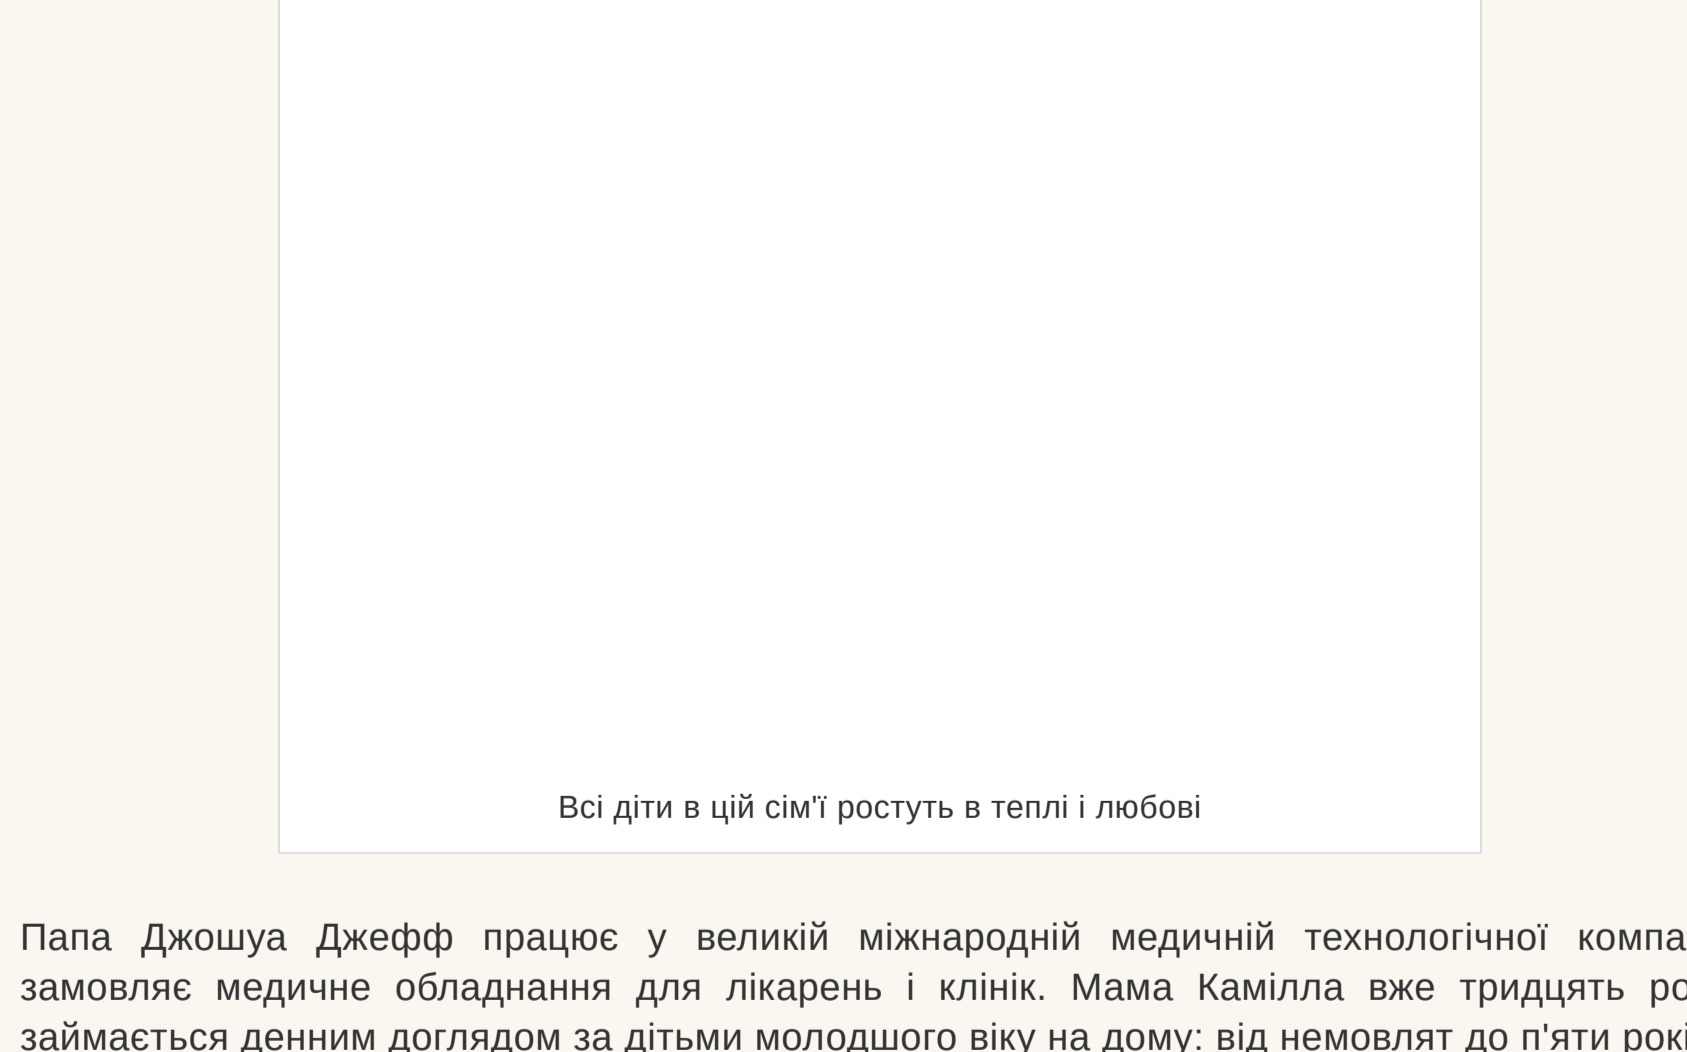 Всі діти в цій сім'ї ростуть в теплі і любові
Папа Джошуа Джефф працює у великій міжнародній медичній технологічної
замовляє медичне обладнання для лікарень і клінік. Мама Камілла вже тридцять
займається денним доглядом за дітьми молодшого віку на дому: від немовлят до п'яти